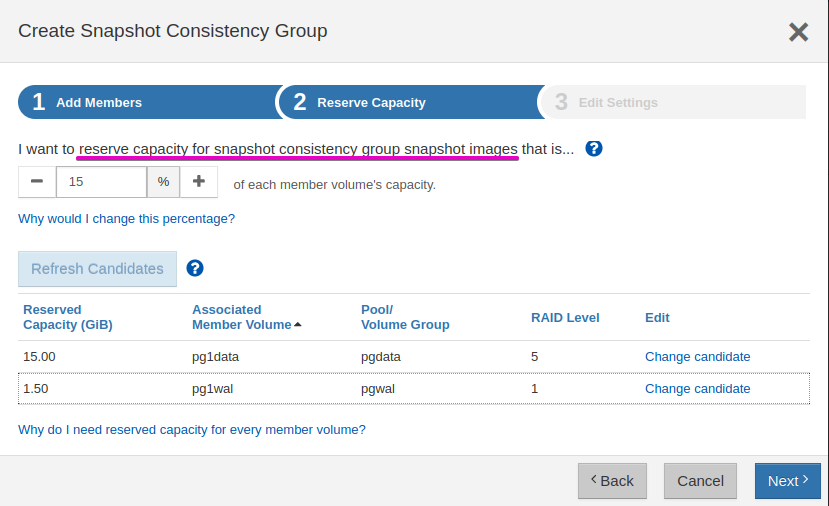 Create Snapshot Consistency Group
1 Add Members 2 Reserve Capacity 3 Edit Settings
I want to reserve capacity for snapshot consistency group snapshot images that is... ?
− 15 % + of each member volume's capacity.
Why would I change this percentage?
Refresh Candidates ?
Reserved Capacity (GiB) Associated Member Volume Pool/ Volume Group RAID Level Edit
15.00 pg1data pgdata 5 Change candidate
1.50 pg1wal pgwal 1 Change candidate
Why do I need reserved capacity for every member volume?
‹ Back Cancel Next ›